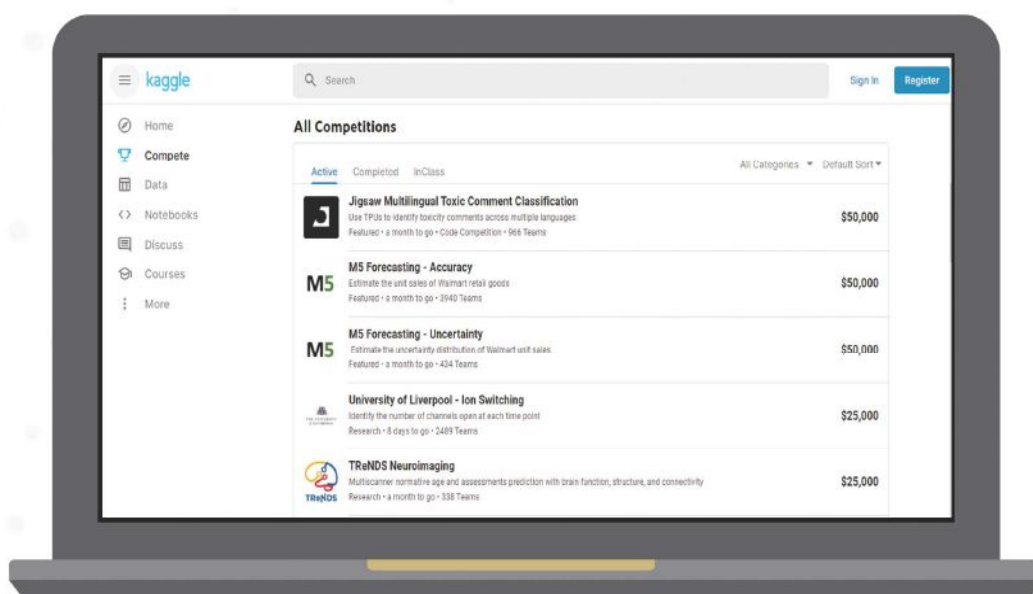 kaggle
Search
Sign In
Register
Home
Compete
Data
Notebooks
Discuss
Courses
More
All Competitions
Active Completed InClass
All Categories Default Sort
Jigsaw Multilingual Toxic Comment Classification
Use TPUs to identify toxicity comments across multiple languages
Featured • a month to go • Code Competition • 966 Teams
$50,000
M5
M5 Forecasting - Accuracy
Estimate the unit sales of Walmart retail goods
Featured • a month to go • 3940 Teams
$50,000
M5
M5 Forecasting - Uncertainty
Estimate the uncertainty distribution of Walmart unit sales.
Featured • a month to go • 434 Teams
$50,000
University of Liverpool - Ion Switching
Identify the number of channels open at each time point
Research • 8 days to go • 2489 Teams
$25,000
TReNDS
TReNDS Neuroimaging
Multiscanner normative age and assessments prediction with brain function, structure, and connectivity
Research • a month to go • 338 Teams
$25,000